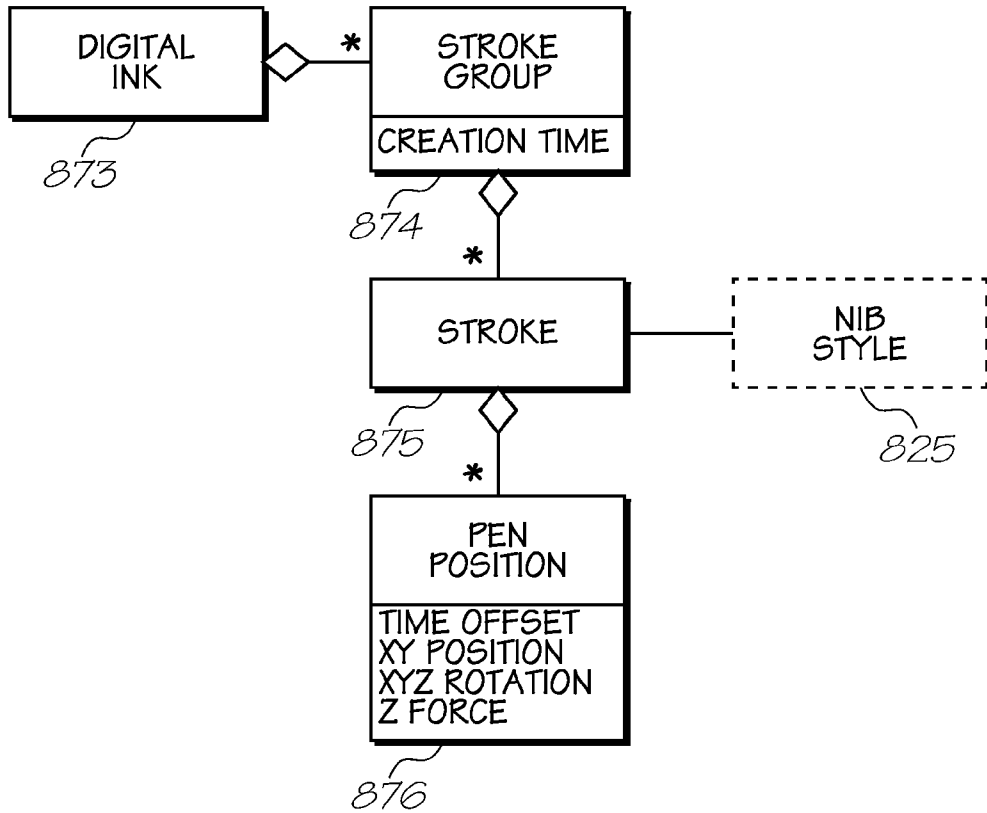 DIGITAL
INK
873
*
STROKE
GROUP
CREATION TIME
874
*
STROKE
875
NIB
STYLE
825
*
PEN
POSITION
TIME OFFSET
XY POSITION
XYZ ROTATION
Z FORCE
876